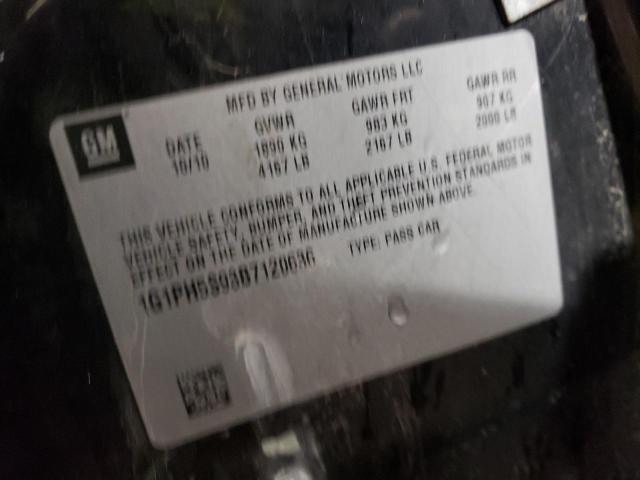 GM
MFD BY GENERAL MOTORS LLC
DATE GVWR GAWR FRT GAWR RR
10/10 1890 KG 983 KG 907 KG
4167 LB 2167 LB 2000 LB
THIS VEHICLE CONFORMS TO ALL APPLICABLE U.S. FEDERAL MOTOR
VEHICLE SAFETY, BUMPER, AND THEFT PREVENTION STANDARDS IN
EFFECT ON THE DATE OF MANUFACTURE SHOWN ABOVE.
1G1PH5S93B7120636 TYPE: PASS CAR